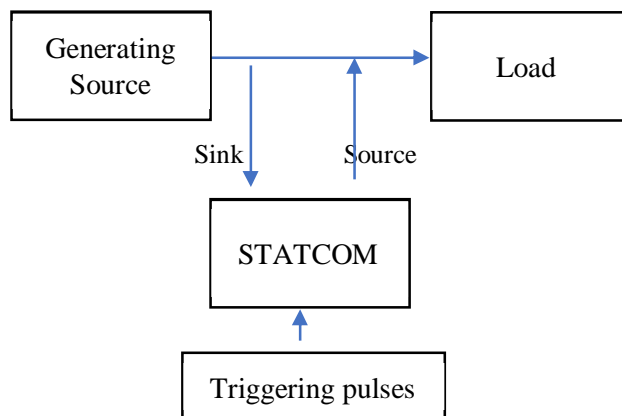 Generating
Source
Load
Sink
Source
STATCOM
Triggering pulses